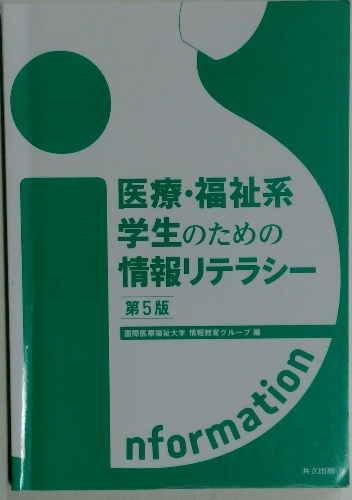 医療・福祉系
学生のための
情報リテラシー
第5版
国際医療福祉大学 情報教育グループ 編
information
共立出版